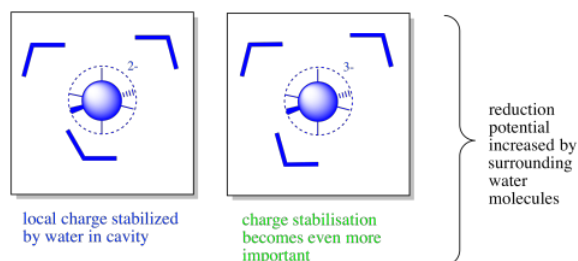 2-
3-
reduction
potential
increased by
surrounding
water
molecules
local charge stabilized
by water in cavity
charge stabilisation
becomes even more
important